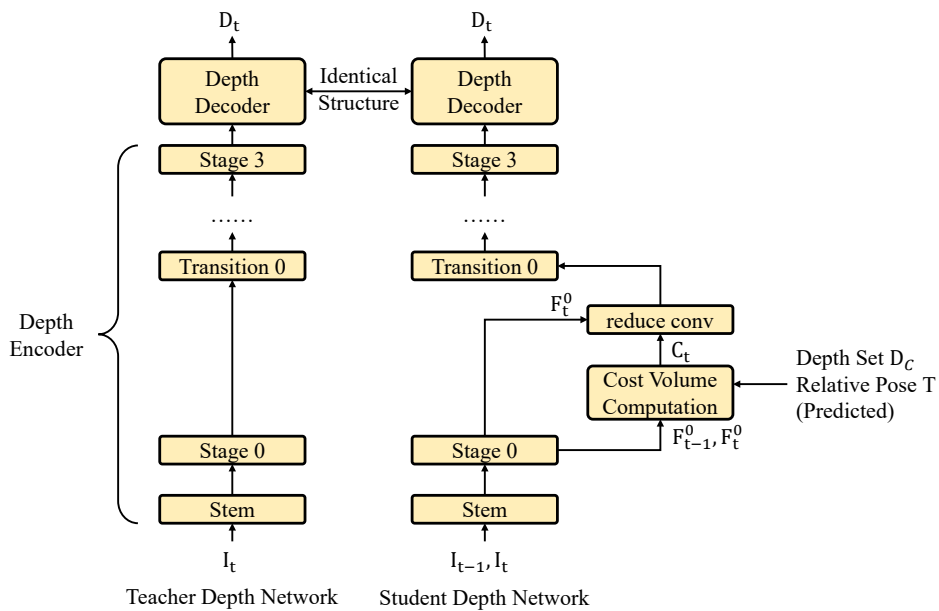 D_t
D_t
Depth
Decoder
Identical
Structure
Depth
Decoder
Stage 3
Stage 3
......
......
Transition 0
Transition 0
F_t^0
reduce conv
Depth
Encoder
C_t
Cost Volume
Computation
Depth Set D_C
Relative Pose T
(Predicted)
F_{t-1}^0, F_t^0
Stage 0
Stage 0
Stem
Stem
I_t
I_{t-1}, I_t
Teacher Depth Network
Student Depth Network